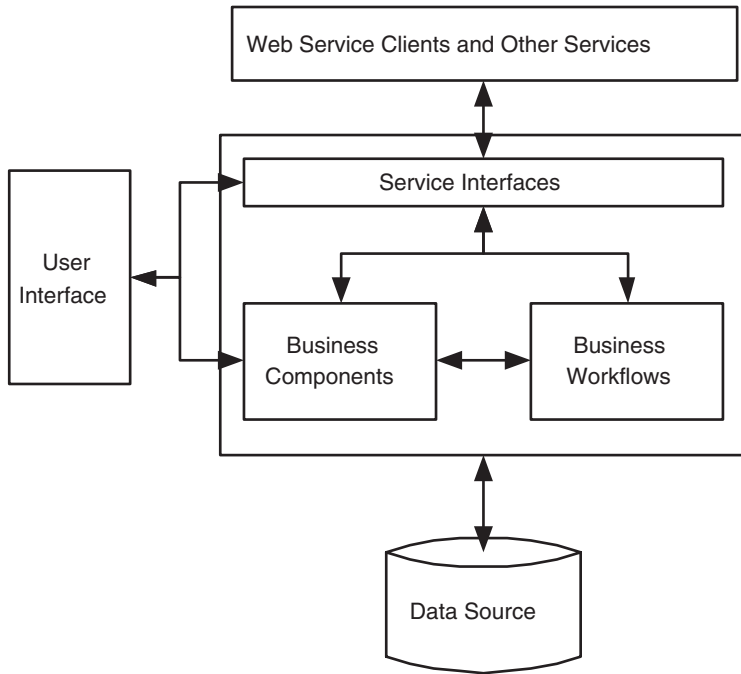 Web Service Clients and Other Services
Service Interfaces
User
Interface
Business
Components
Business
Workflows
Data Source